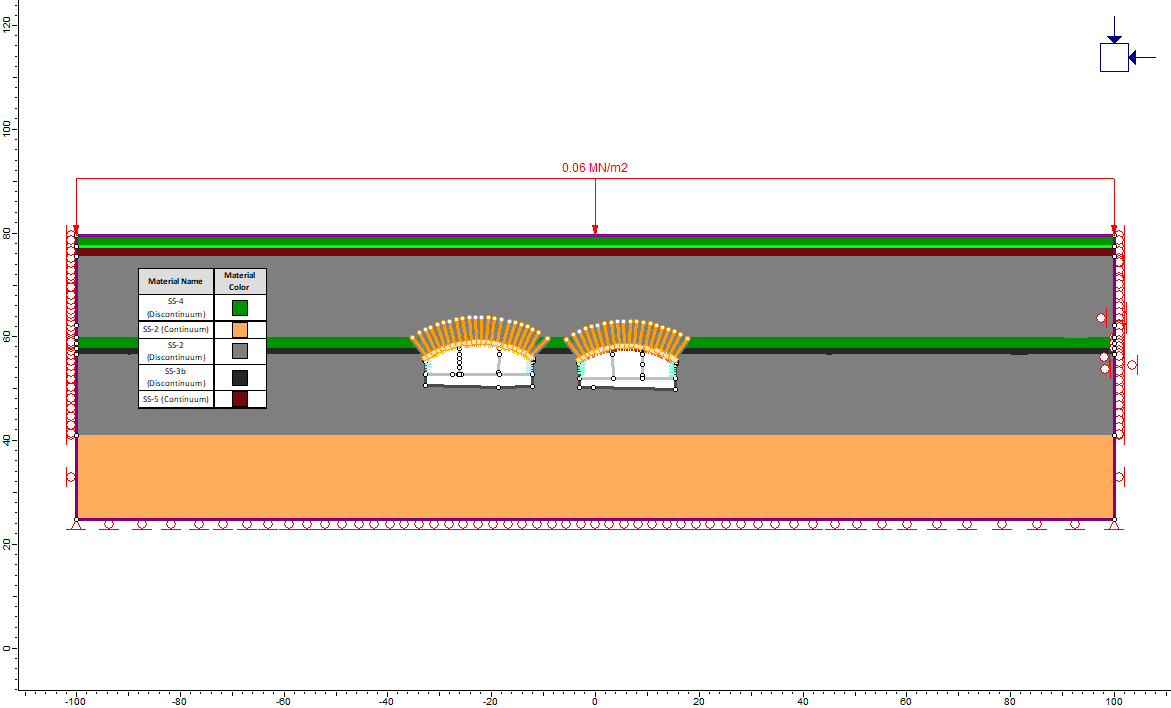 120
100
0.06 MN/m2
80
Material Name
Material
Color
SS-4
(Discontinuum)
SS-2 (Continuum)
SS-2
(Discontinuum)
SS-3b
(Discontinuum)
SS-5 (Continuum)
60
40
20
0
-100 -80 -60 -40 -20 0 20 40 60 80 100